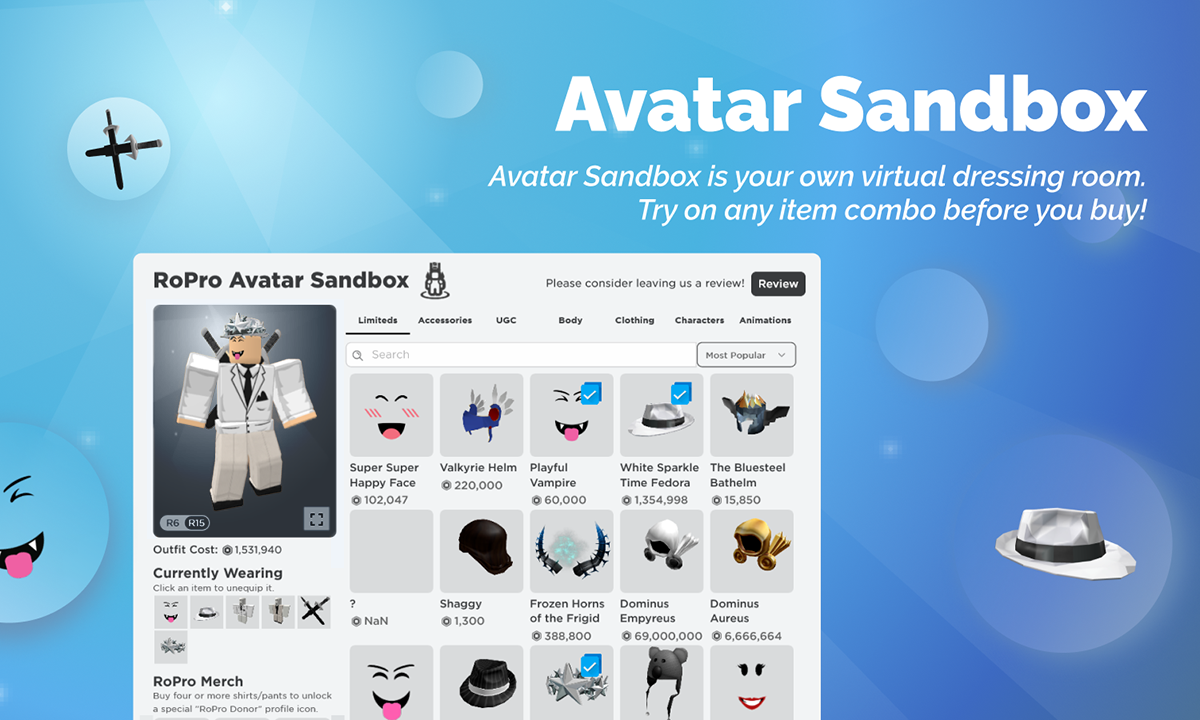 Avatar Sandbox
Avatar Sandbox is your own virtual dressing room.
Try on any item combo before you buy!
RoPro Avatar Sandbox
Please consider leaving us a review!
Review
Limiteds
Accessories
UGC
Body
Clothing
Characters
Animations
Search
Most Popular
R6
R15
Outfit Cost: 1,531,940
Currently Wearing
Click an item to unequip it.
RoPro Merch
Buy four or more shirts/pants to unlock
a special "RoPro Donor" profile icon.
Super Super
Happy Face
102,047
Valkyrie Helm
220,000
Playful
Vampire
60,000
White Sparkle
Time Fedora
1,354,998
The Bluesteel
Bathelm
15,850
?
NaN
Shaggy
1,300
Frozen Horns
of the Frigid
388,800
Dominus
Empyreus
69,000,000
Dominus
Aureus
6,666,664